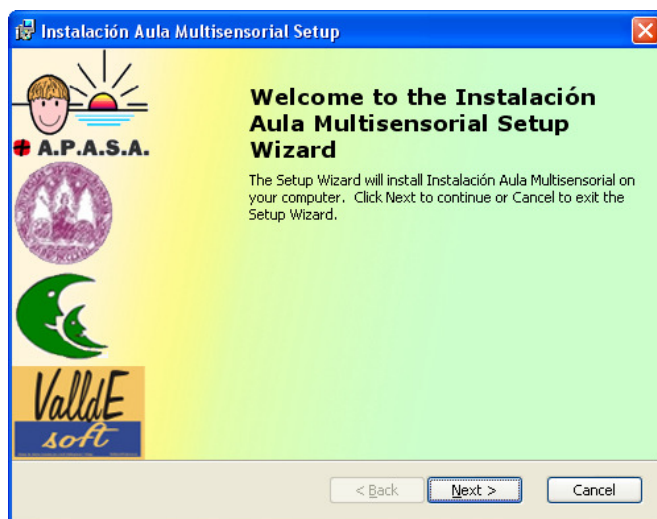 Instalación Aula Multisensorial Setup
A.P.A.S.A.
Welcome to the Instalación
Aula Multisensorial Setup
Wizard
The Setup Wizard will install Instalación Aula Multisensorial on
your computer. Click Next to continue or Cancel to exit the
Setup Wizard.
ValldE
soft
< Back
Next >
Cancel